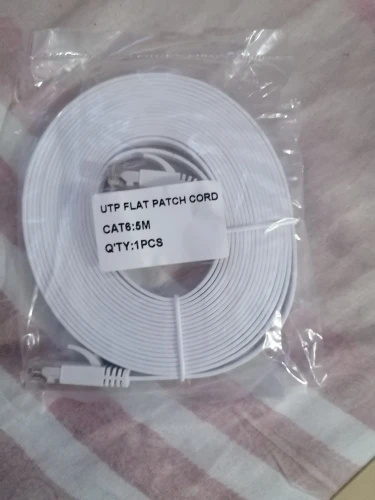 UTP FLAT PATCH CORD
CAT6:5M
Q'TY:1PCS